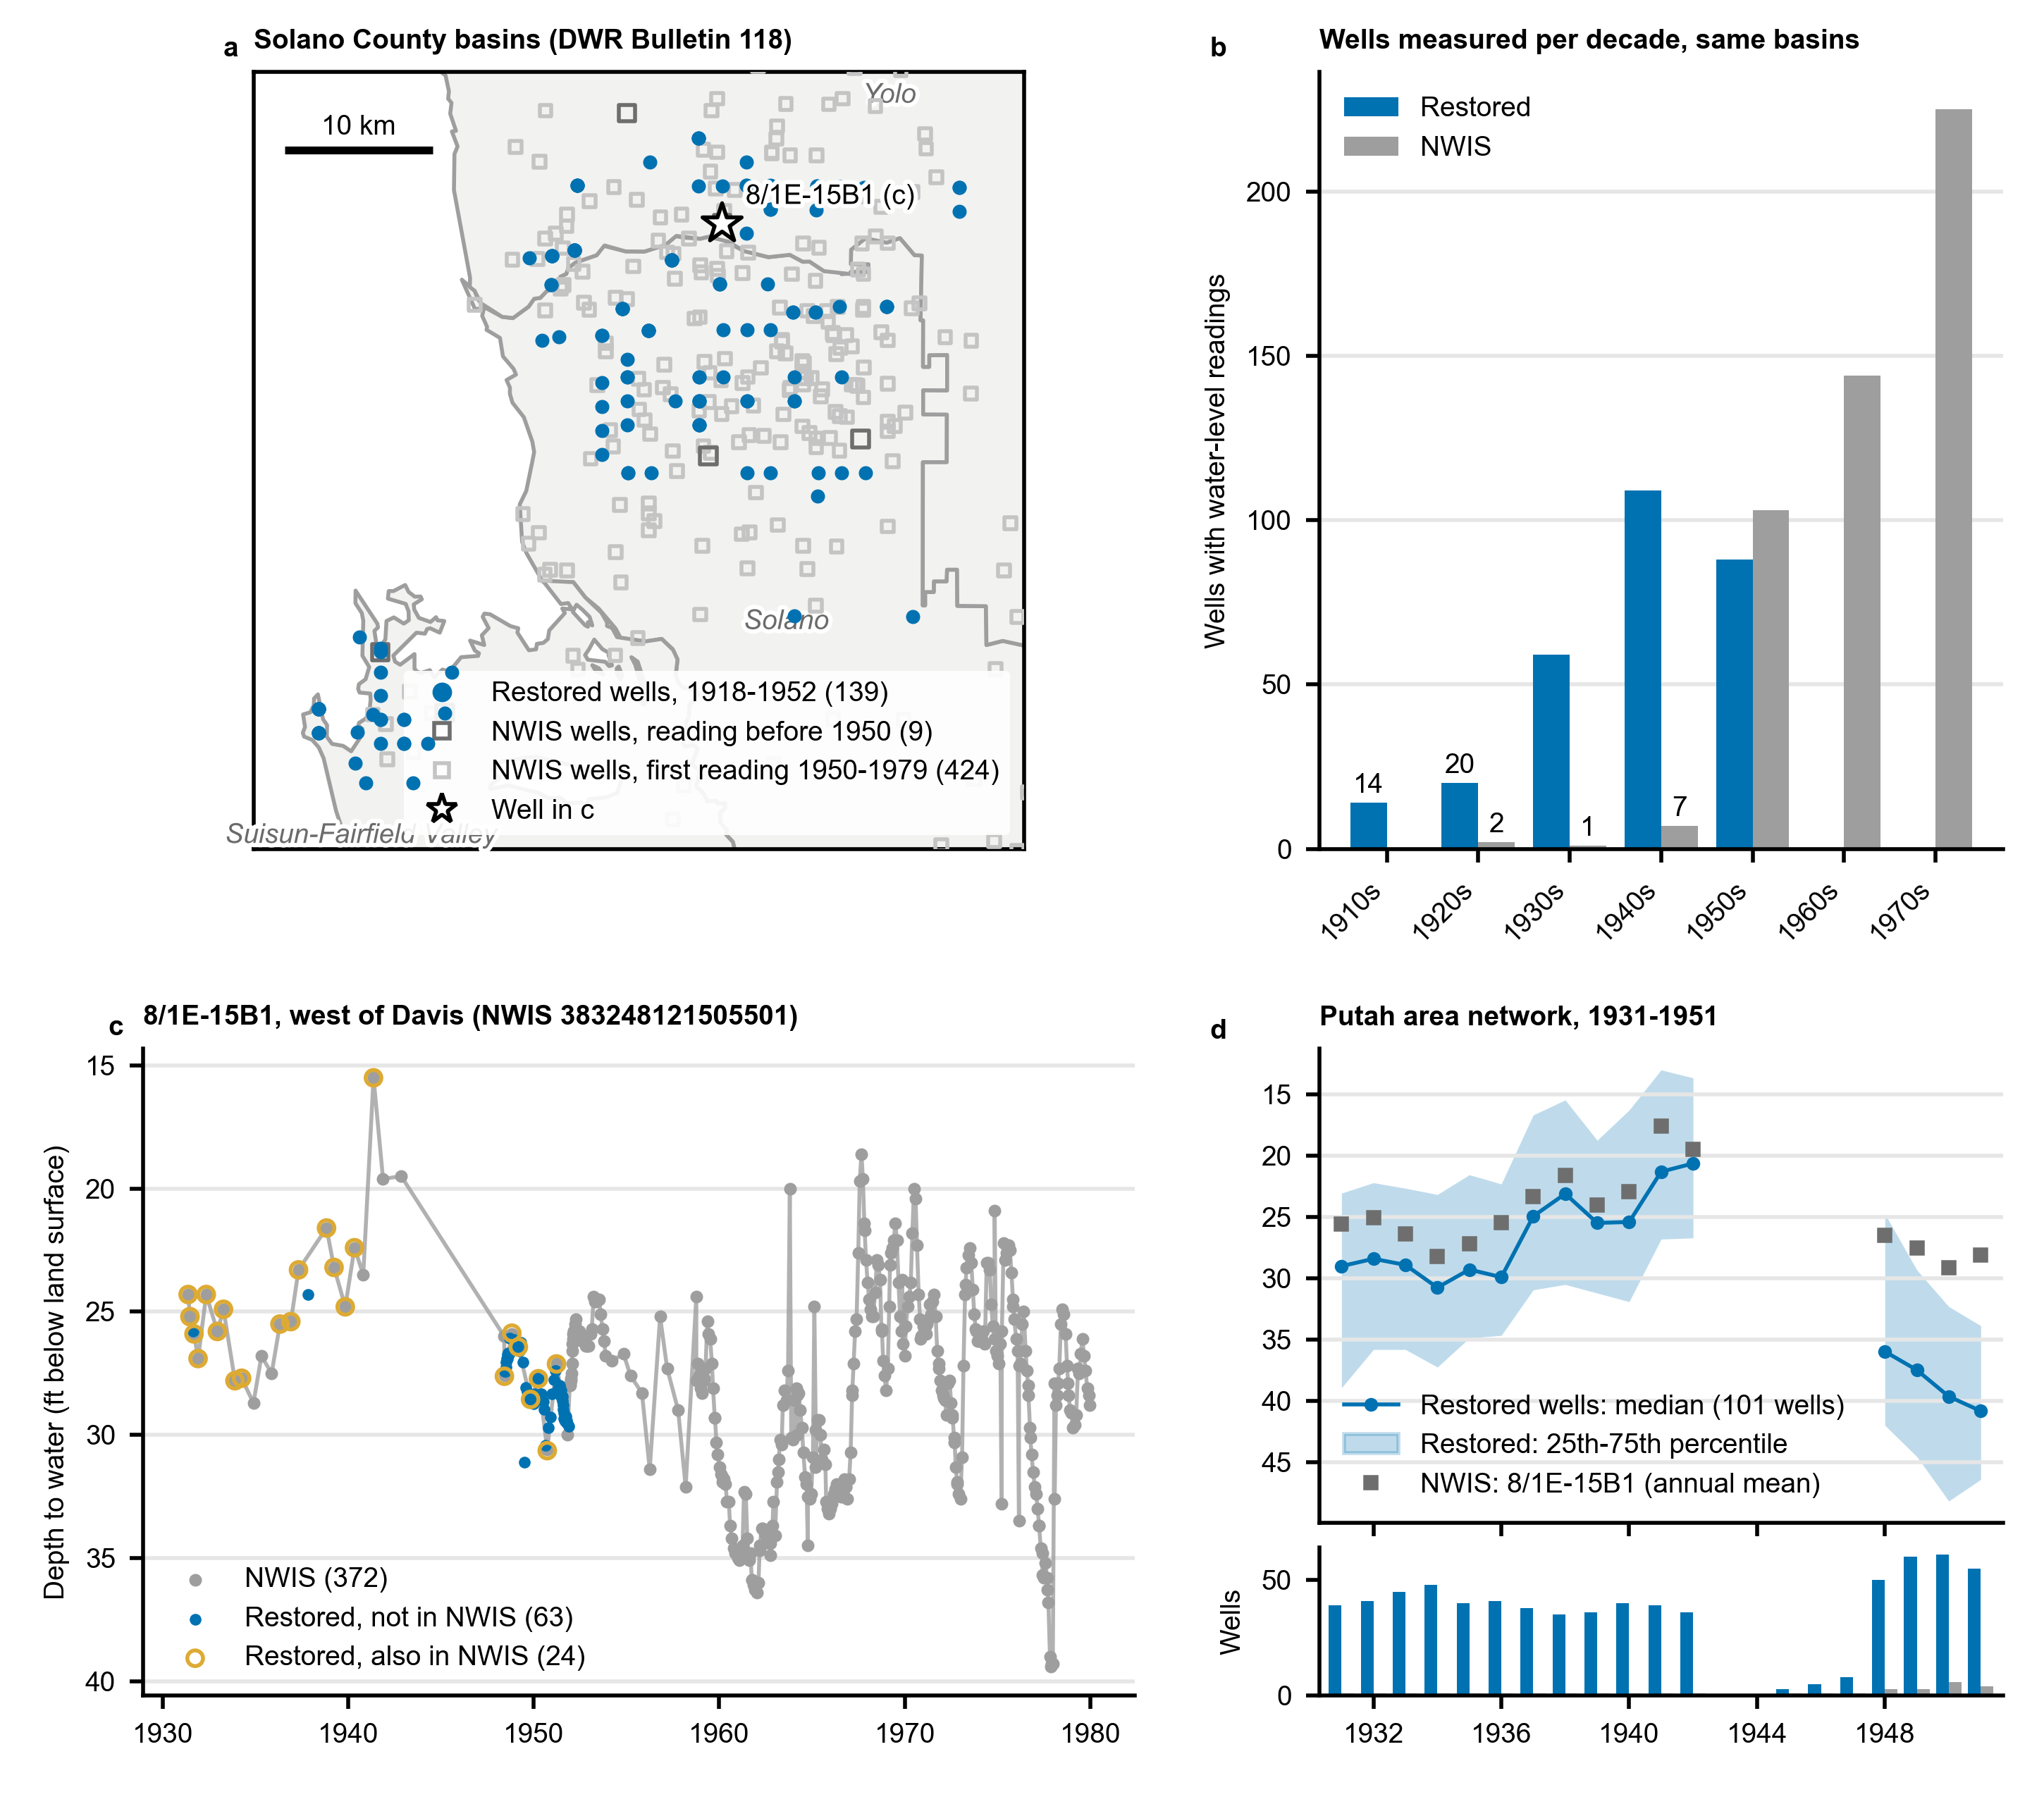 a Solano County basins (DWR Bulletin 118)
10 km
Yolo
8/1E-15B1 (c)
Solano
Restored wells, 1918-1952 (139)
NWIS wells, reading before 1950 (9)
NWIS wells, first reading 1950-1979 (424)
Well in c
Suisun-Fairfield Valley
b Wells measured per decade, same basins
Restored
NWIS
Wells with water-level readings
200
150
100
50
0
14
20
2
1
7
1910s 1920s 1930s 1940s 1950s 1960s 1970s
c 8/1E-15B1, west of Davis (NWIS 383248121505501)
Depth to water (ft below land surface)
15
20
25
30
35
40
NWIS (372)
Restored, not in NWIS (63)
Restored, also in NWIS (24)
1930 1940 1950 1960 1970 1980
d Putah area network, 1931-1951
15
20
25
30
35
40
45
Restored wells: median (101 wells)
Restored: 25th-75th percentile
NWIS: 8/1E-15B1 (annual mean)
Wells
50
0
1932 1936 1940 1944 1948